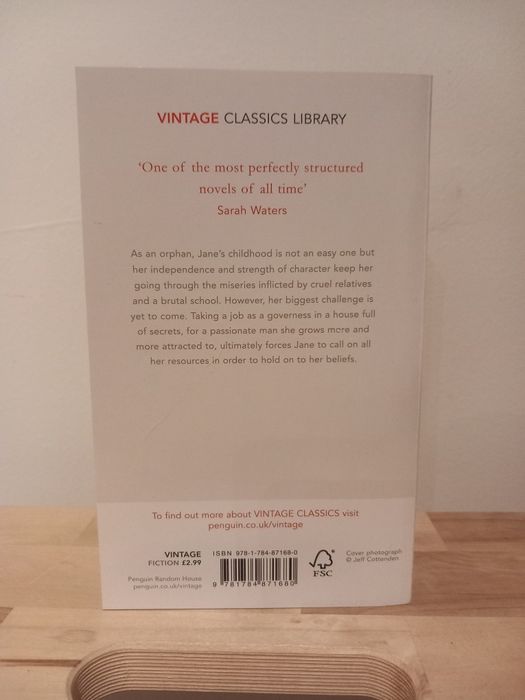 VINTAGE CLASSICS LIBRARY
‘One of the most perfectly structured
novels of all time’
Sarah Waters
As an orphan, Jane’s childhood is not an easy one but
her independence and strength of character keep her
going through the miseries inflicted by cruel relatives
and a brutal school. However, her biggest challenge is
yet to come. Taking a job as a governess in a house full
of secrets, for a passionate man she grows more and
more attracted to, ultimately forces Jane to call on all
her resources in order to hold on to her beliefs.
To find out more about VINTAGE CLASSICS visit
penguin.co.uk/vintage
VINTAGE
FICTION £2.99
Penguin Random House
penguin.co.uk/vintage
ISBN 978-1-784-87168-0
9 781784 871680
FSC
Cover photograph
© Jeff Cottenden